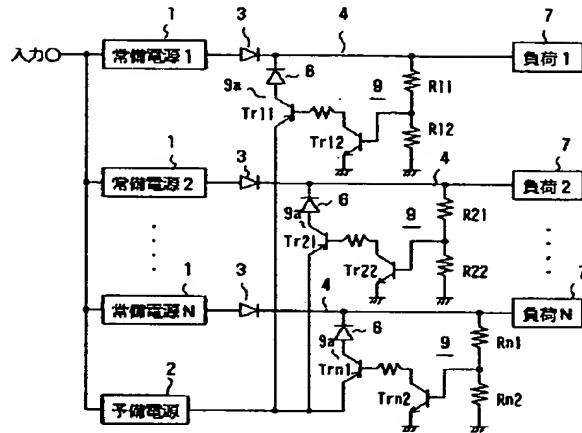 1 3 4 7
入力 常備電源1 負荷1
6 R11
9a 9
Tr11 Tr12 R12
1 3 4 7
常備電源2 負荷2
6 R21
9a 9
Tr21 Tr22 R22
1 3 4 7
常備電源N 負荷N
6 Rn1
9a 9
Trn1 Trn2 Rn2
2
予備電源